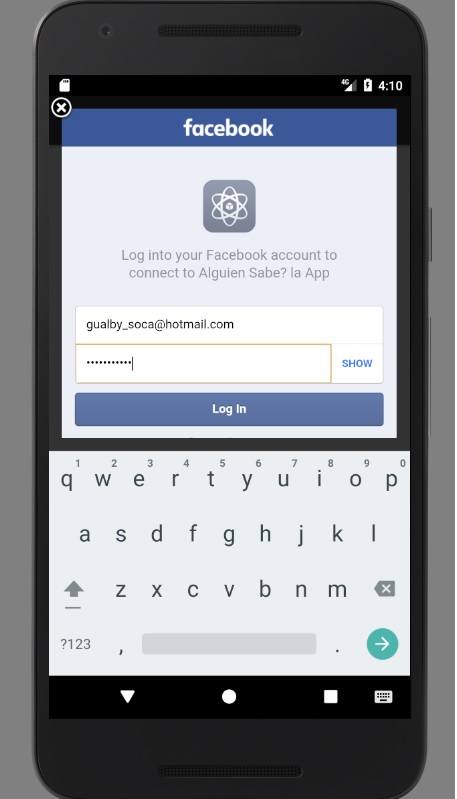 4G 4:10
facebook
Log into your Facebook account to
connect to Alguien Sabe? la App
gualby_soca@hotmail.com
•••••••••••
SHOW
Log In
1 2 3 4 5 6 7 8 9 0
q w e r t y u i o p
a s d f g h j k l
z x c v b n m
?123 , .